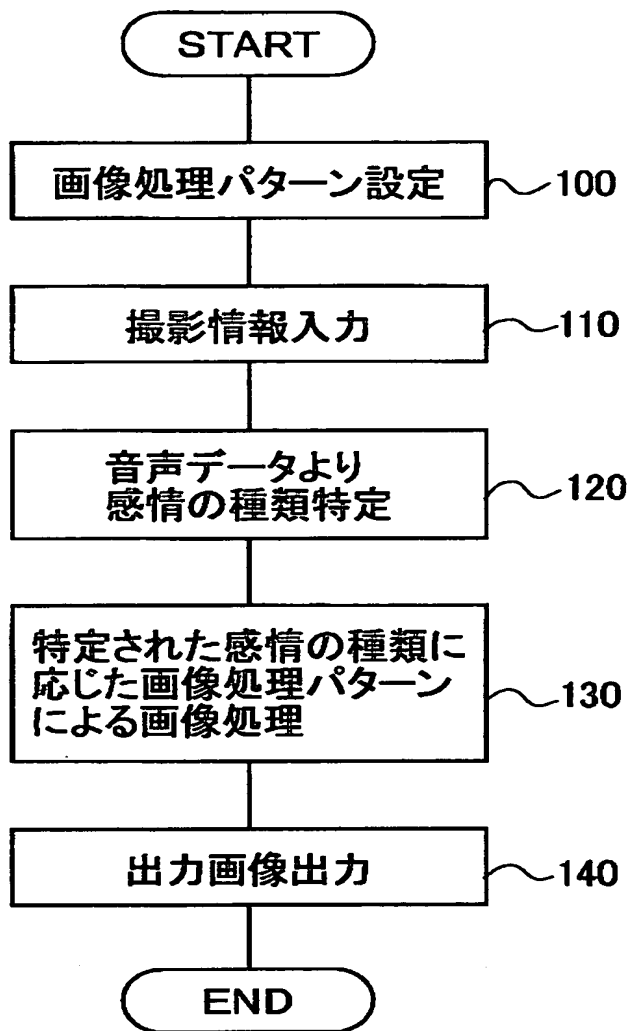 START
画像処理パターン設定
100
撮影情報入力
110
音声データより
感情の種類特定
120
特定された感情の種類に
応じた画像処理パターン
による画像処理
130
出力画像出力
140
END